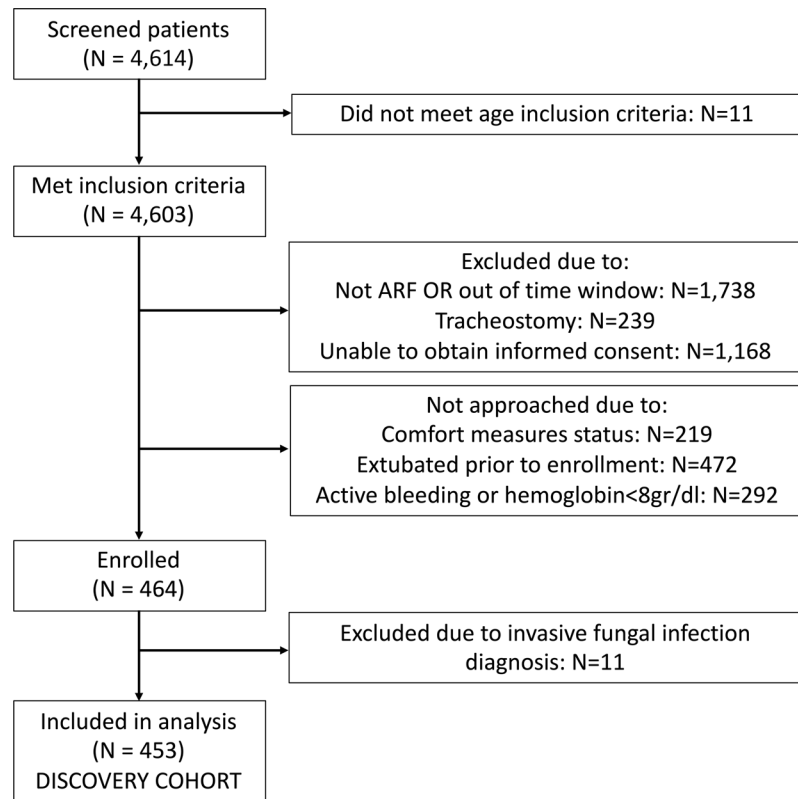 Screened patients
(N = 4,614)
Did not meet age inclusion criteria: N=11
Met inclusion criteria
(N = 4,603)
Excluded due to:
Not ARF OR out of time window: N=1,738
Tracheostomy: N=239
Unable to obtain informed consent: N=1,168
Not approached due to:
Comfort measures status: N=219
Extubated prior to enrollment: N=472
Active bleeding or hemoglobin<8gr/dl: N=292
Enrolled
(N = 464)
Excluded due to invasive fungal infection
diagnosis: N=11
Included in analysis
(N = 453)
DISCOVERY COHORT